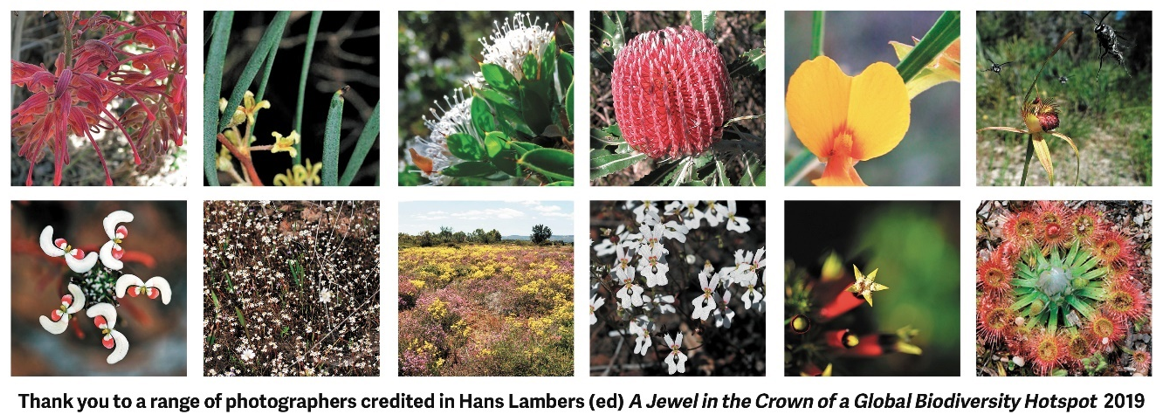 Thank you to a range of photographers credited in Hans Lambers (ed) A Jewel in the Crown of a Global Biodiversity Hotspot 2019